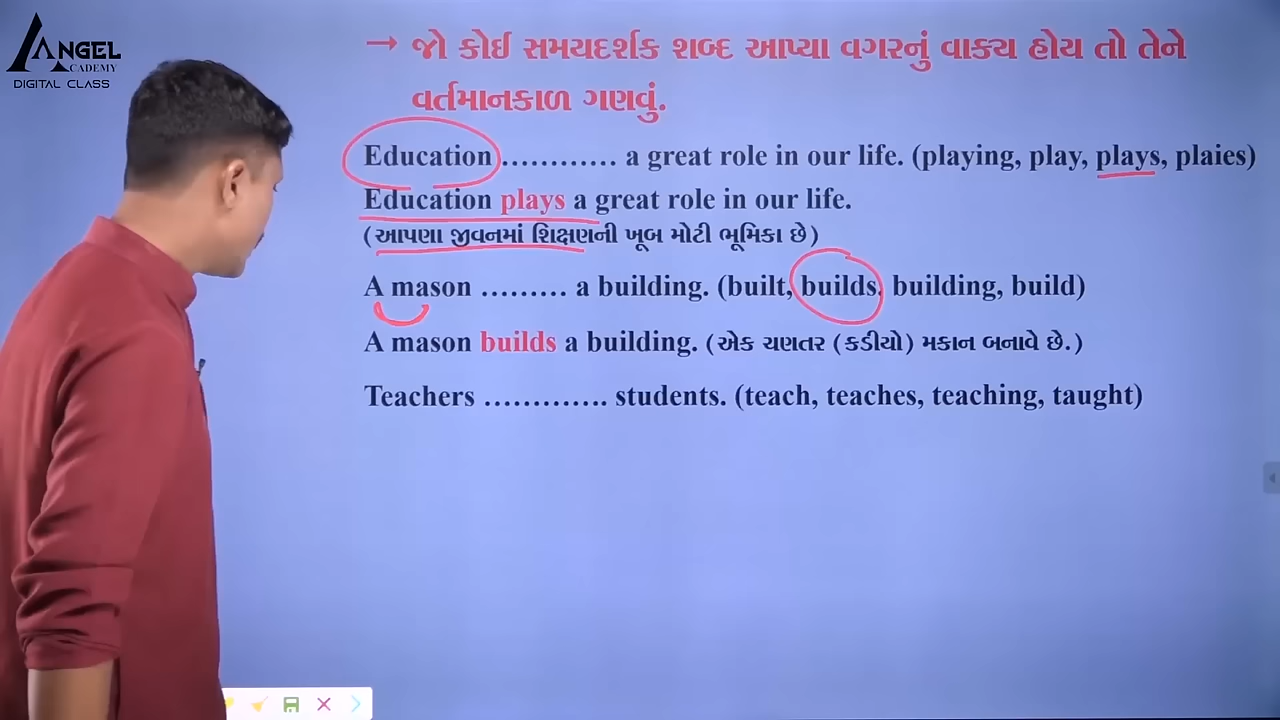 ANGEL
ACADEMY
DIGITAL CLASS
→ જો કોઈ સમયદર્શક શબ્દ આપ્યા વગરનું વાક્ય હોય તો તેને
વર્તમાનકાળ ગણવું.
Education ………… a great role in our life. (playing, play, plays, plaies)
Education plays a great role in our life.
(આપણા જીવનમાં શિક્ષણની ખૂબ મોટી ભૂમિકા છે)
A mason ……… a building. (built, builds, building, build)
A mason builds a building. (એક ચણતર (કડીયો) મકાન બનાવે છે.)
Teachers …………. students. (teach, teaches, teaching, taught)